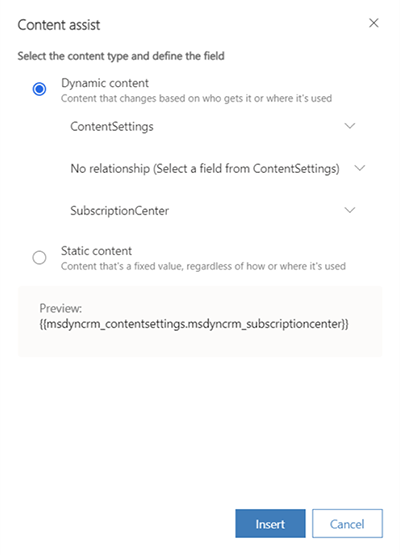 Content assist
Select the content type and define the field
Dynamic content
Content that changes based on who gets it or where it's used
ContentSettings
No relationship (Select a field from ContentSettings)
SubscriptionCenter
Static content
Content that's a fixed value, regardless of how or where it's used
Preview:
{{msdyncrm_contentsettings.msdyncrm_subscriptioncenter}}
Insert
Cancel